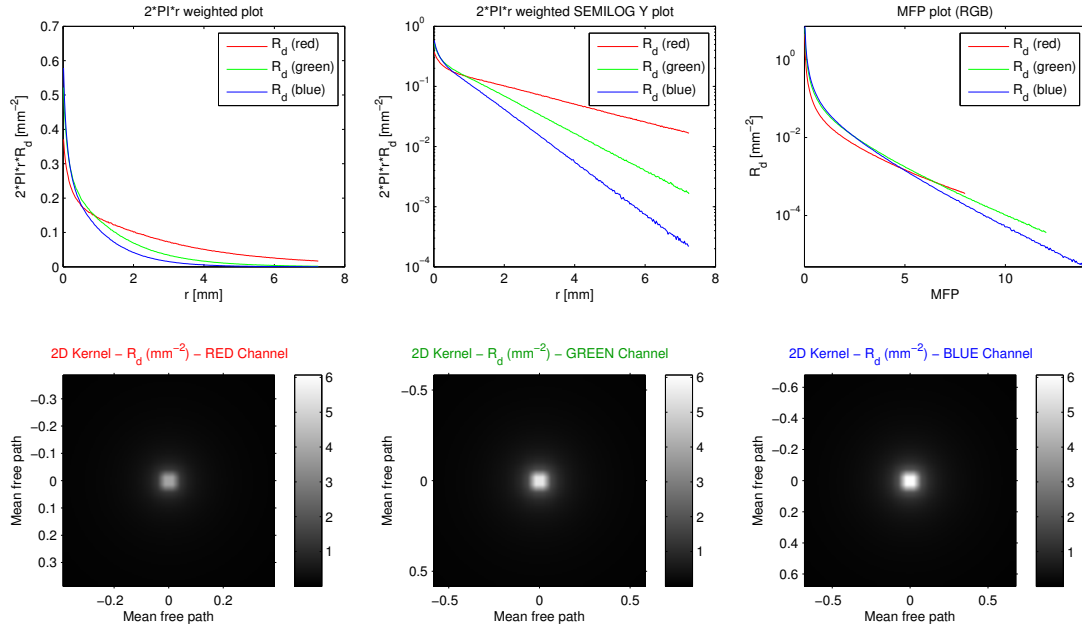 2*PI*r weighted plot
2*PI*r*R_d [mm^−2]
0.7
0.6
0.5
0.4
0.3
0.2
0.1
0
0 2 4 6 8
r [mm]
R_d (red)
R_d (green)
R_d (blue)
2*PI*r weighted SEMILOG Y plot
2*PI*r*R_d [mm^−2]
10^0
10^−1
10^−2
10^−3
10^−4
0 2 4 6 8
r [mm]
R_d (red)
R_d (green)
R_d (blue)
MFP plot (RGB)
R_d [mm^−2]
10^0
10^−2
10^−4
0 5 10
MFP
R_d (red)
R_d (green)
R_d (blue)
2D Kernel − R_d (mm^−2) − RED Channel
Mean free path
−0.3
−0.2
−0.1
0
0.1
0.2
0.3
−0.2 0 0.2
Mean free path
6
5
4
3
2
1
2D Kernel − R_d (mm^−2) − GREEN Channel
Mean free path
−0.5
0
0.5
−0.5 0 0.5
Mean free path
6
5
4
3
2
1
2D Kernel − R_d (mm^−2) − BLUE Channel
Mean free path
−0.6
−0.4
−0.2
0
0.2
0.4
0.6
−0.5 0 0.5
Mean free path
6
5
4
3
2
1